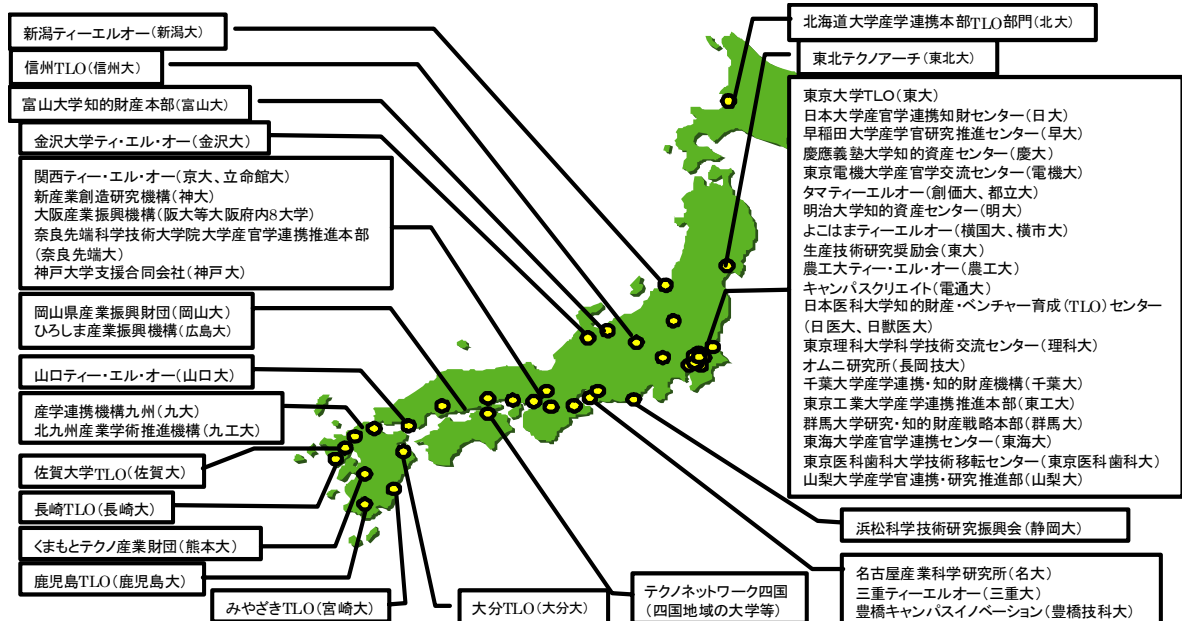 新潟ティーエルオー(新潟大)
信州TLO(信州大)
富山大学知的財産本部(富山大)
金沢大学ティ・エル・オー(金沢大)
関西ティー・エル・オー(京大、立命館大)
新産業創造研究機構(神大)
大阪産業振興機構(阪大等大阪府内8大学)
奈良先端科学技術大学院大学産官学連携推進本部
(奈良先端大)
神戸大学支援合同会社(神戸大)
岡山県産業振興財団(岡山大)
ひろしま産業振興機構(広島大)
山口ティー・エル・オー(山口大)
産学連携機構九州(九大)
北九州産業学術推進機構(九工大)
佐賀大学TLO(佐賀大)
長崎TLO(長崎大)
くまもとテクノ産業財団(熊本大)
鹿児島TLO(鹿児島大)
みやざきTLO(宮崎大)
大分TLO(大分大)
テクノネットワーク四国
(四国地域の大学等)
北海道大学産学連携本部TLO部門(北大)
東北テクノアーチ(東北大)
東京大学TLO(東大)
日本大学産官学連携知財センター(日大)
早稲田大学産学官研究推進センター(早大)
慶應義塾大学知的資産センター(慶大)
東京電機大学産官学交流センター(電機大)
タマティーエルオー(創価大、都立大)
明治大学知的資産センター(明大)
よこはまティーエルオー(横国大、横市大)
生産技術研究奨励会(東大)
農工大ティー・エル・オー(農工大)
キャンパスクリエイト(電通大)
日本医科大学知的財産・ベンチャー育成(TLO)センター
(日医大、日獣医大)
東京理科大学科学技術交流センター(理科大)
オムニ研究所(長岡技大)
千葉大学産学連携・知的財産機構(千葉大)
東京工業大学産学連携推進本部(東工大)
群馬大学研究・知的財産戦略本部(群馬大)
東海大学産官学連携センター(東海大)
東京医科歯科大学技術移転センター(東京医科歯科大)
山梨大学産学官連携・研究推進部(山梨大)
浜松科学技術研究振興会(静岡大)
名古屋産業科学研究所(名大)
三重ティーエルオー(三重大)
豊橋キャンパスイノベーション(豊橋技科大)